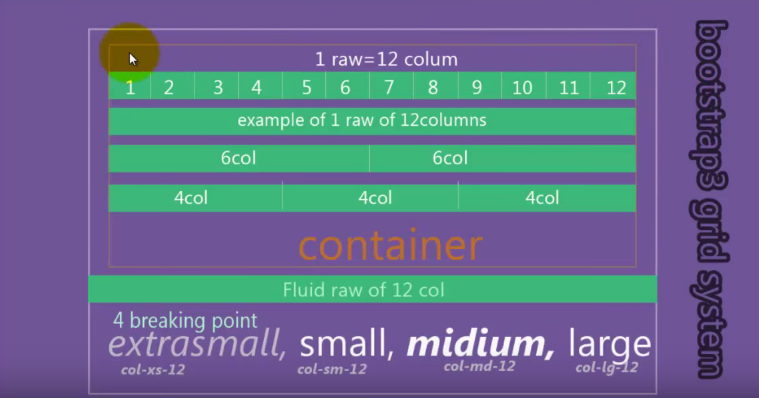 1 raw=12 colum
1 2 3 4 5 6 7 8 9 10 11 12
example of 1 raw of 12columns
6col 6col
4col 4col 4col
container
Fluid raw of 12 col
4 breaking point
extrasmall, small, midium, large
col-xs-12 col-sm-12 col-md-12 col-lg-12
bootstrap3 grid system